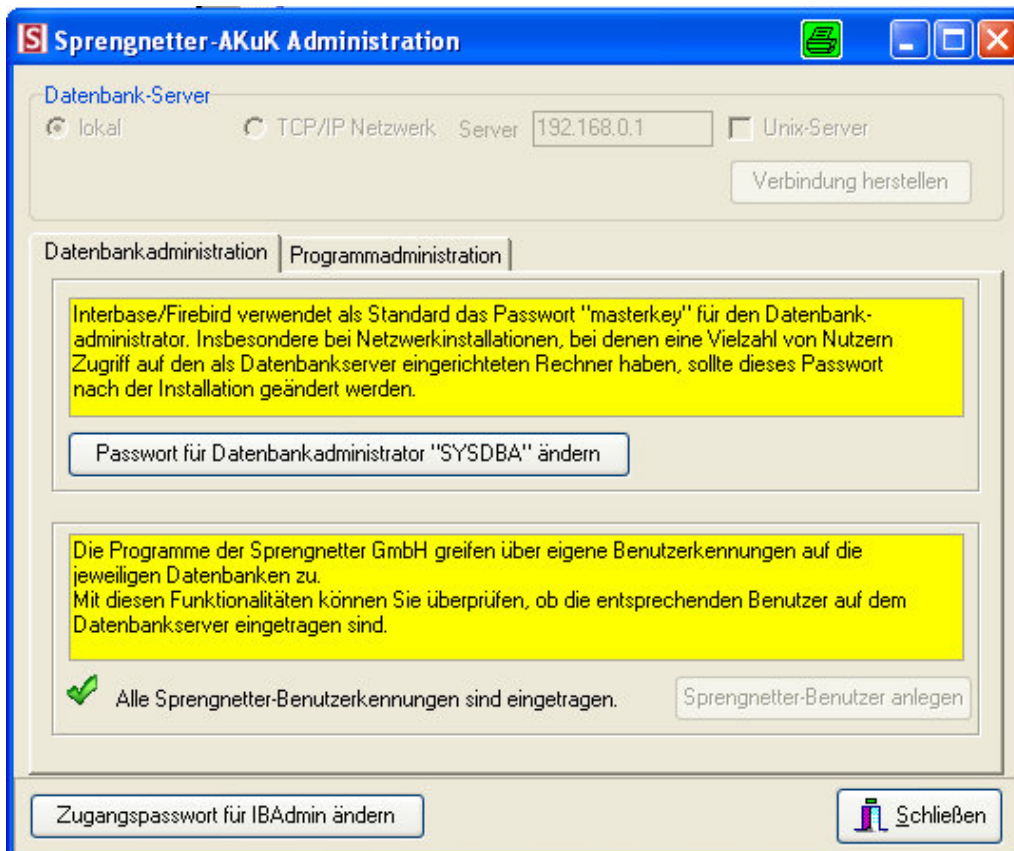 S Sprengnetter-AKuK Administration
Datenbank-Server
lokal TCP/IP Netzwerk Server 192.168.0.1 Unix-Server
Verbindung herstellen
Datenbankadministration Programmadministration
Interbase/Firebird verwendet als Standard das Passwort "masterkey" für den Datenbank-
administrator. Insbesondere bei Netzwerkinstallationen, bei denen eine Vielzahl von Nutzern
Zugriff auf den als Datenbankserver eingerichteten Rechner haben, sollte dieses Passwort
nach der Installation geändert werden.
Passwort für Datenbankadministrator "SYSDBA" ändern
Die Programme der Sprengnetter GmbH greifen über eigene Benutzerkennungen auf die
jeweiligen Datenbanken zu.
Mit diesen Funktionalitäten können Sie überprüfen, ob die entsprechenden Benutzer auf dem
Datenbankserver eingetragen sind.
Alle Sprengnetter-Benutzerkennungen sind eingetragen. Sprengnetter-Benutzer anlegen
Zugangspasswort für IBAdmin ändern Schließen